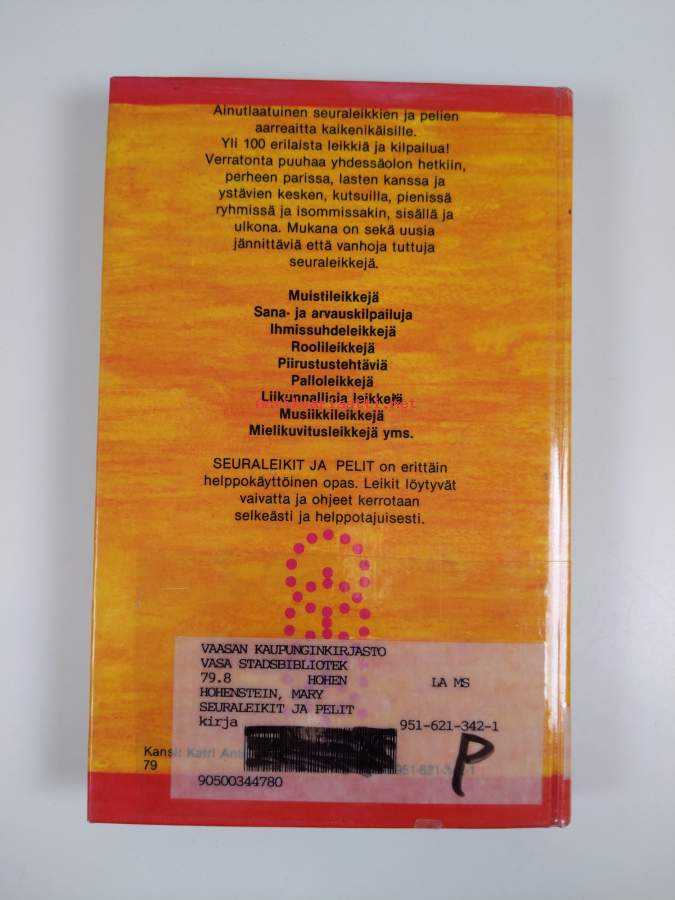 Ainutlaatuinen seuraleikkien ja pelien
aarreaitta kaikenikäisille.
Yli 100 erilaista leikkiä ja kilpailua!
Verratonta puuhaa yhdessäolon hetkiin,
perheen parissa, lasten kanssa ja
ystävien kesken, kutsuilla, pienissä
ryhmissä ja isommissakin, sisällä ja
ulkona. Mukana on sekä uusia
jännittäviä että vanhoja tuttuja
seuraleikkejä.
Muistileikkejä
Sana- ja arvauskilpailuja
Ihmissuhdeleikkejä
Roolileikkejä
Piirustustehtäviä
Palloleikkejä
Liikunnallisia leikkejä
Musiikkileikkejä
Mielikuvitusleikkejä yms.
SEURALEIKIT JA PELIT on erittäin
helppokäyttöinen opas. Leikit löytyvät
vaivatta ja ohjeet kerrotaan
selkeästi ja helppotajuisesti.
VAASAN KAUPUNGINKIRJASTO
VASA STADSBIBLIOTEK
79.8 HOHEN LA MS
HOHENSTEIN, MARY
SEURALEIKIT JA PELIT
kirja 951-621-342-1
P
Kansi: Katri
79 951-621-342-1
90500344780